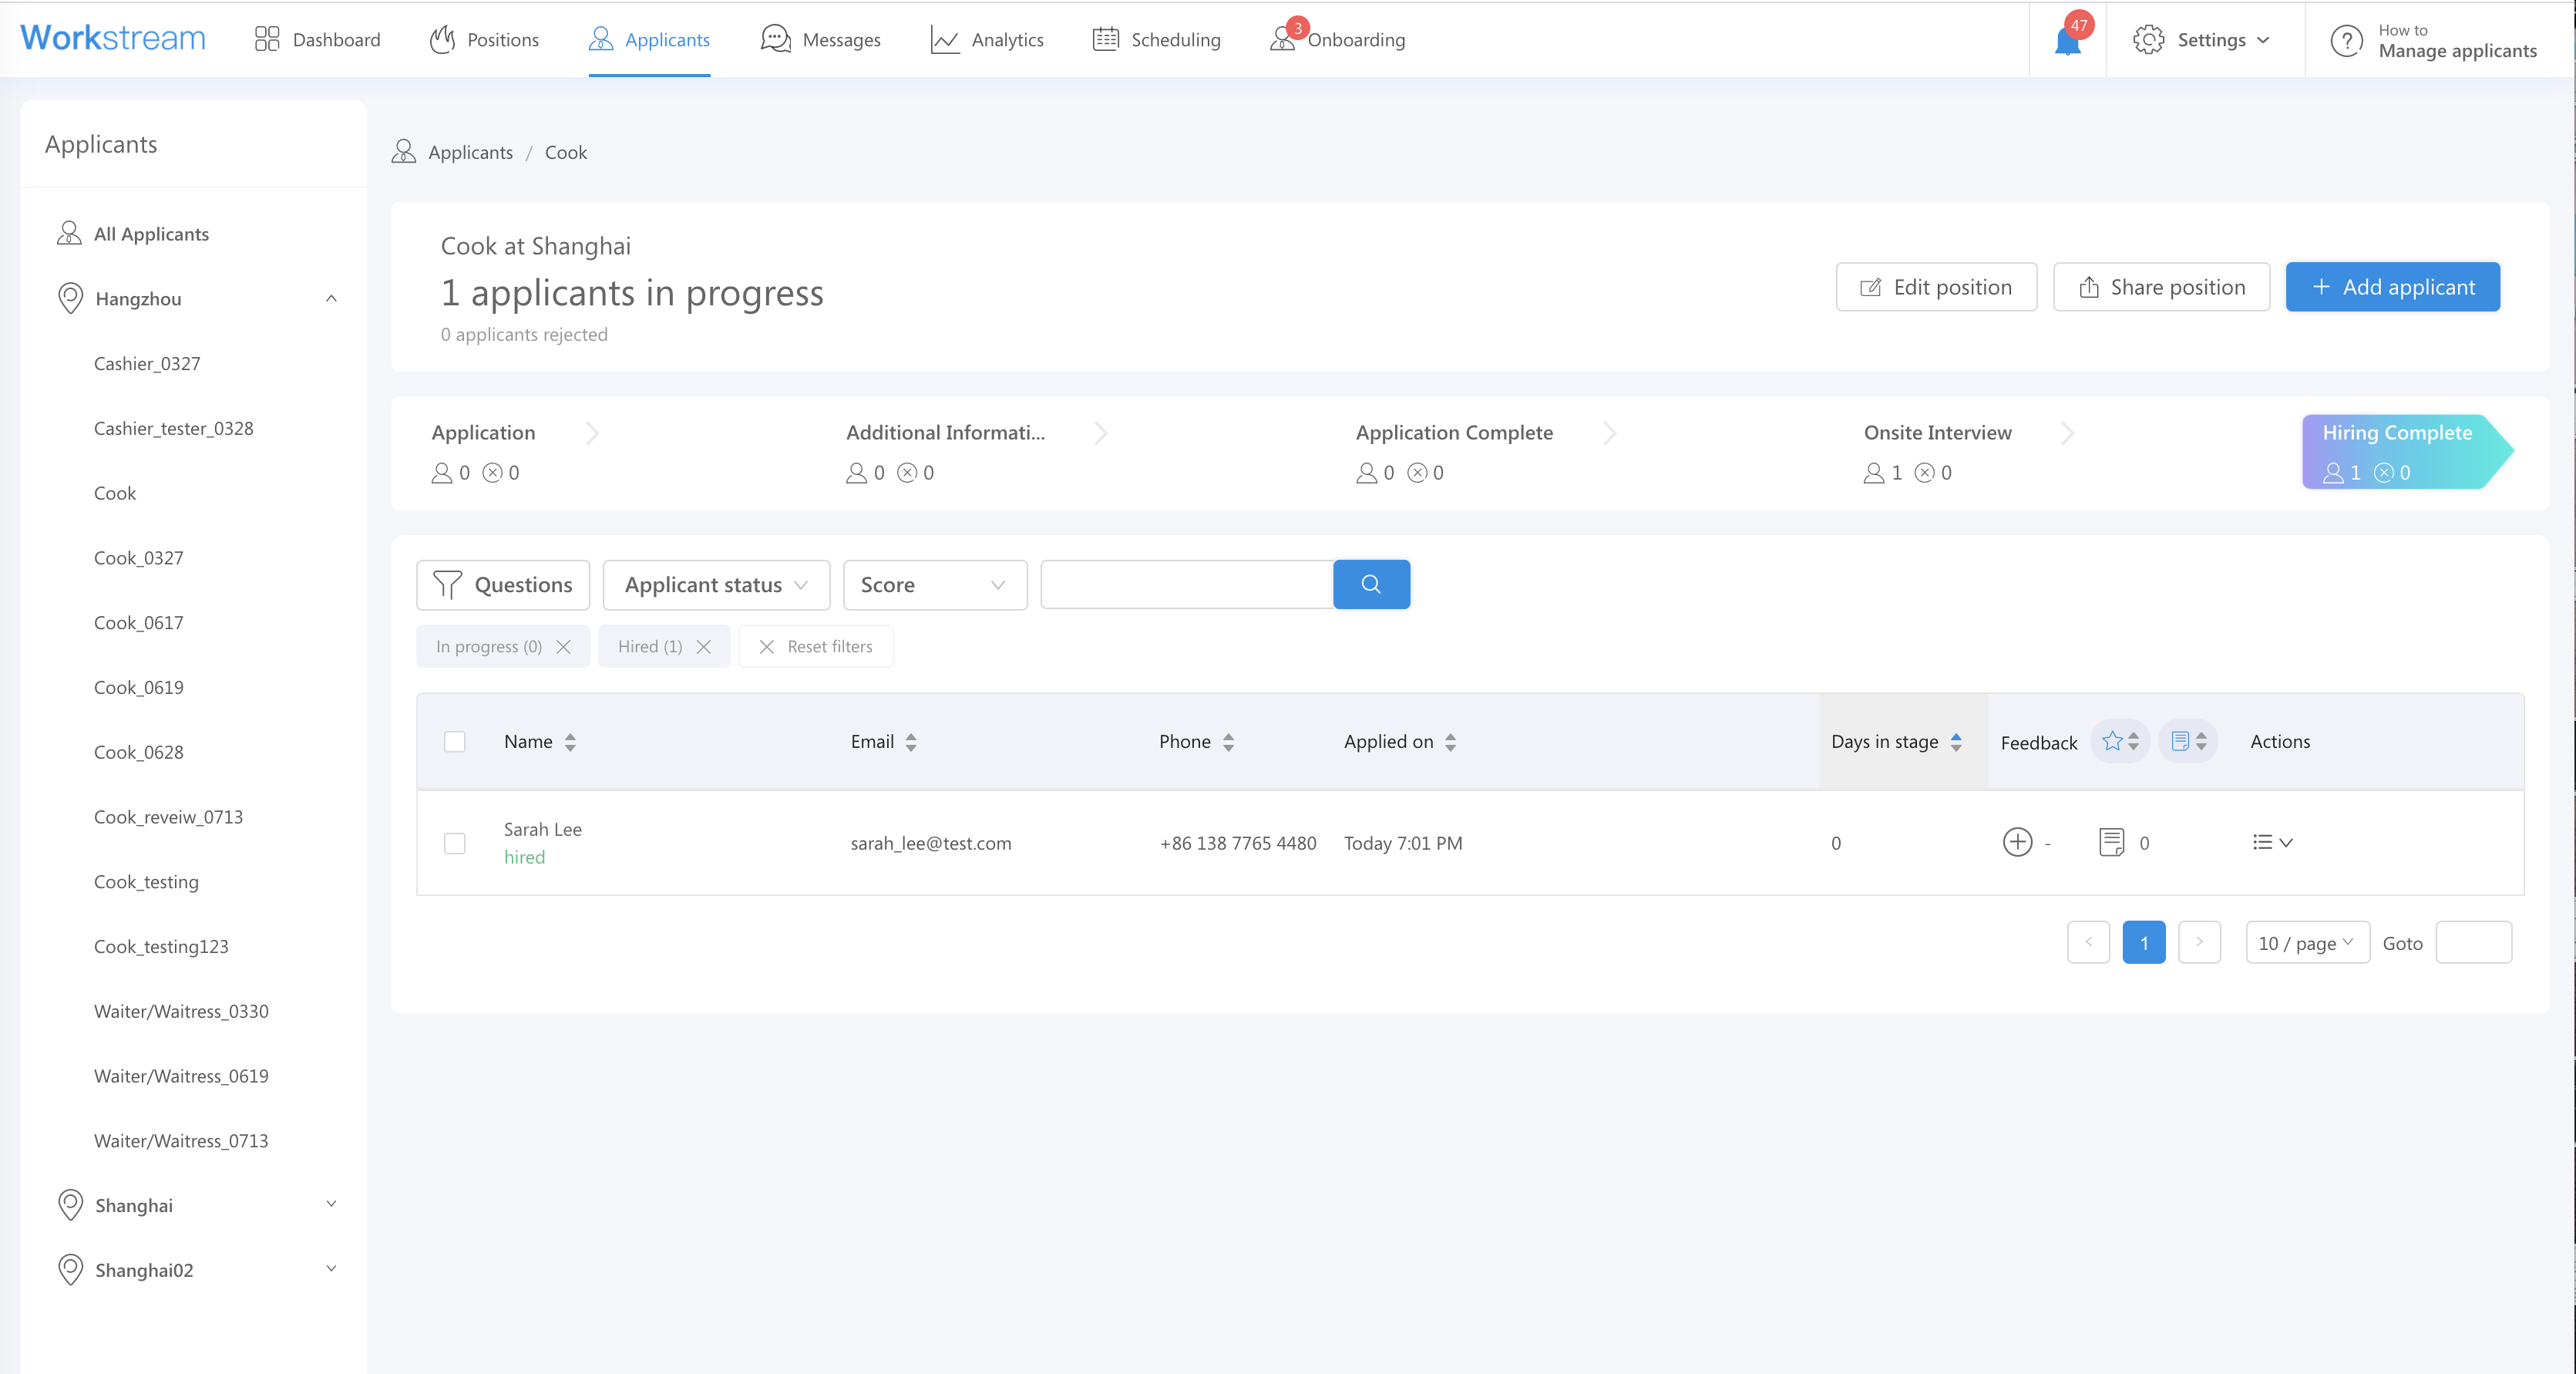 Workstream
Dashboard
Positions
Applicants
Messages
Analytics
Scheduling
3
Onboarding
47
Settings
How to
Manage applicants
Applicants
All Applicants
Hangzhou
Cashier_0327
Cashier_tester_0328
Cook
Cook_0327
Cook_0617
Cook_0619
Cook_0628
Cook_reveiw_0713
Cook_testing
Cook_testing123
Waiter/Waitress_0330
Waiter/Waitress_0619
Waiter/Waitress_0713
Shanghai
Shanghai02
Applicants / Cook
Cook at Shanghai
1 applicants in progress
0 applicants rejected
Edit position
Share position
+ Add applicant
Application
0 0
Additional Informati...
0 0
Application Complete
0 0
Onsite Interview
1 0
Hiring Complete
1 0
Questions
Applicant status
Score
In progress (0)
Hired (1)
Reset filters
Name
Email
Phone
Applied on
Days in stage
Feedback
Actions
Sarah Lee
hired
sarah_lee@test.com
+86 138 7765 4480
Today 7:01 PM
0
-
0
1
10 / page
Goto